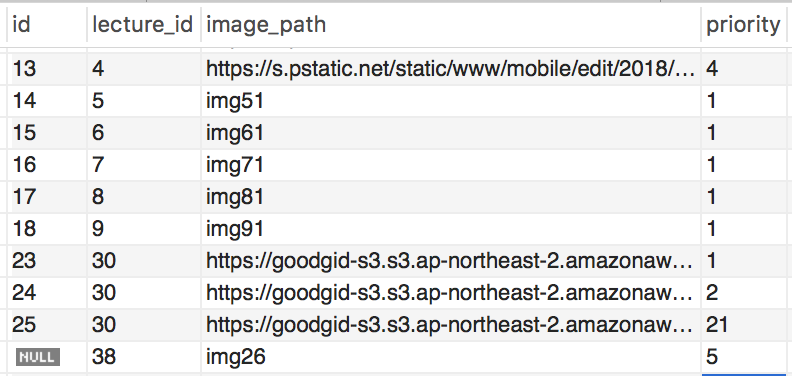 id lecture_id image_path priority
13 4 https://s.pstatic.net/static/www/mobile/edit/2018/... 4
14 5 img51 1
15 6 img61 1
16 7 img71 1
17 8 img81 1
18 9 img91 1
23 30 https://goodgid-s3.s3.ap-northeast-2.amazonaw... 1
24 30 https://goodgid-s3.s3.ap-northeast-2.amazonaw... 2
25 30 https://goodgid-s3.s3.ap-northeast-2.amazonaw... 21
NULL 38 img26 5